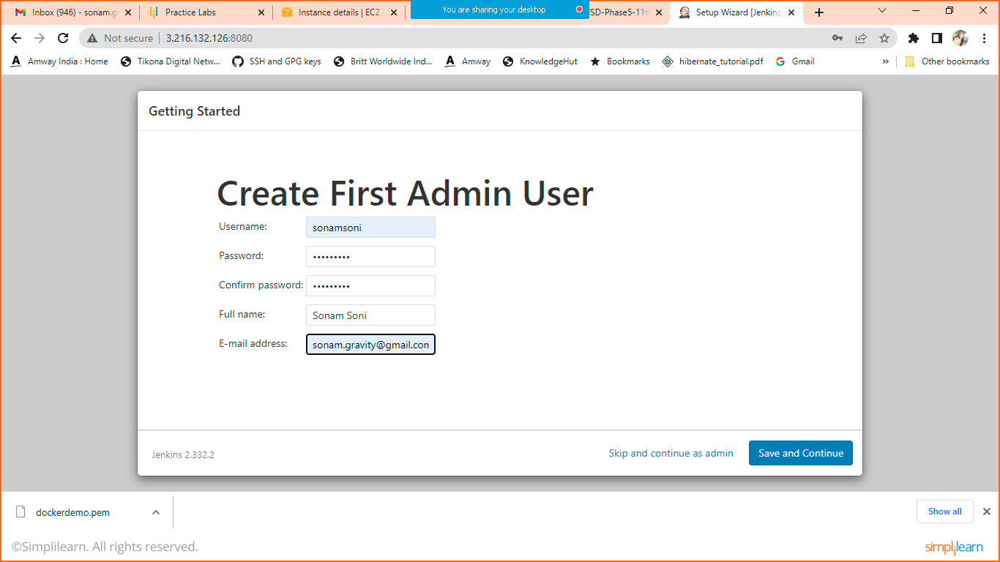 Inbox (946) - sonam.g
Practice Labs
Instance details | EC2
You are sharing your desktop
FSD-Phase5-11t
Setup Wizard [Jenkins
Not secure
3.216.132.126:8080
Amway India : Home
Tikona Digital Netw...
SSH and GPG keys
Britt Worldwide Ind...
Amway
KnowledgeHut
Bookmarks
hibernate_tutorial.pdf
Gmail
»
Other bookmarks
Getting Started
Create First Admin User
Username: sonamsoni
Password: •••••••••
Confirm password: •••••••••
Full name: Sonam Soni
E-mail address: sonam.gravity@gmail.com
Jenkins 2.332.2
Skip and continue as admin
Save and Continue
dockerdemo.pem
Show all
©Simplilearn. All rights reserved.
simplilearn